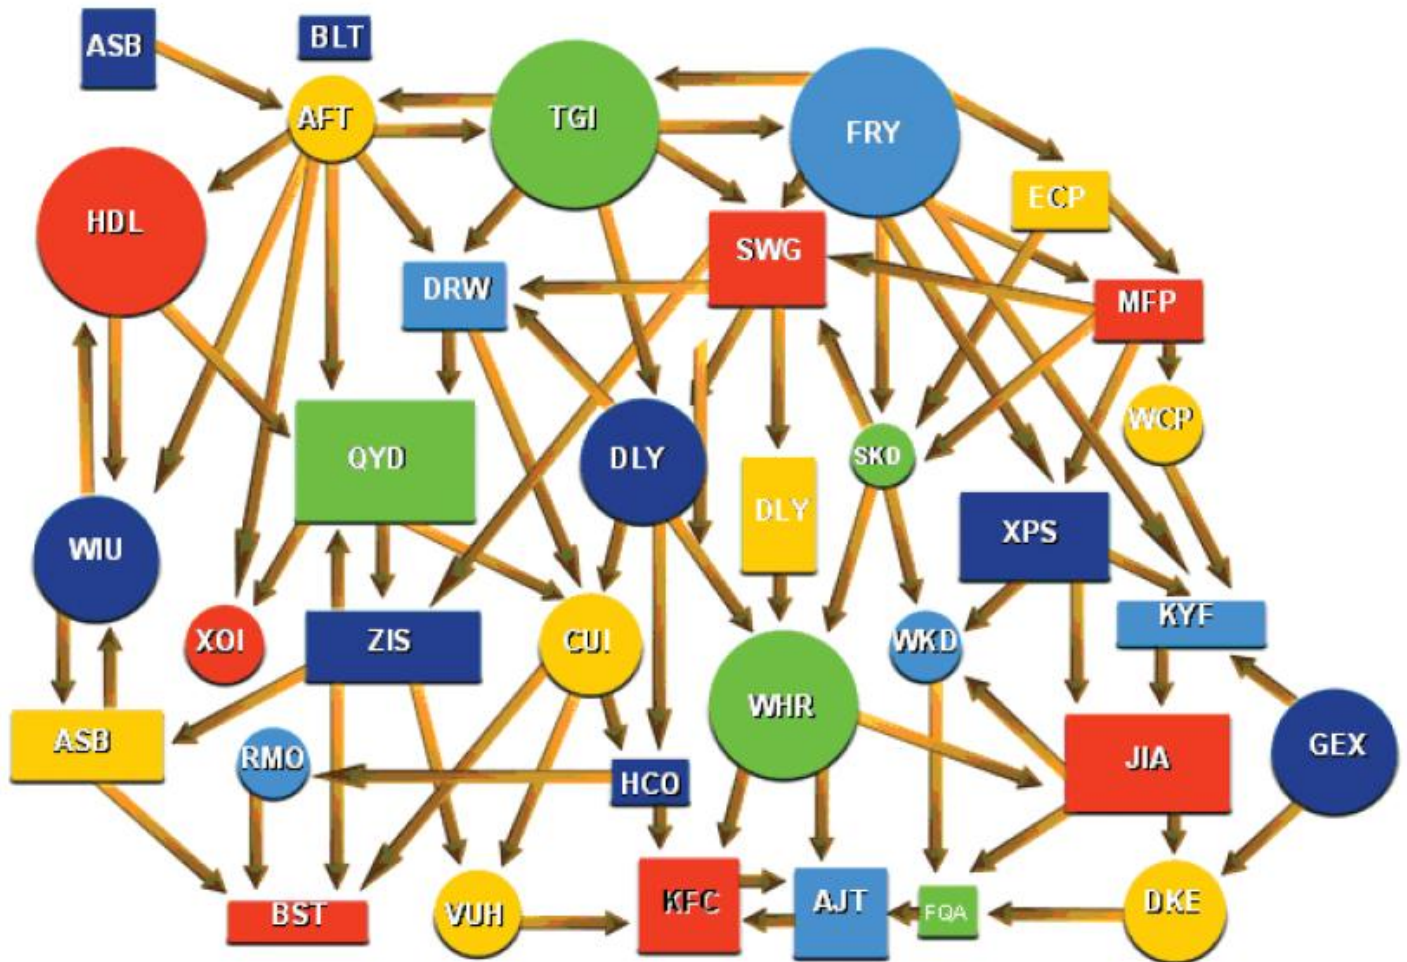 ASB
BLT
AFT
TGI
FRY
ECP
HDL
SWG
DRW
MFP
WCP
QYD
DLY
SKD
DLY
XPS
WIU
XOI
ZIS
CUI
WKD
KYF
WHR
ASB
RMO
HCO
JIA
GEX
BST
VUH
KFC
AJT
FQA
DKE